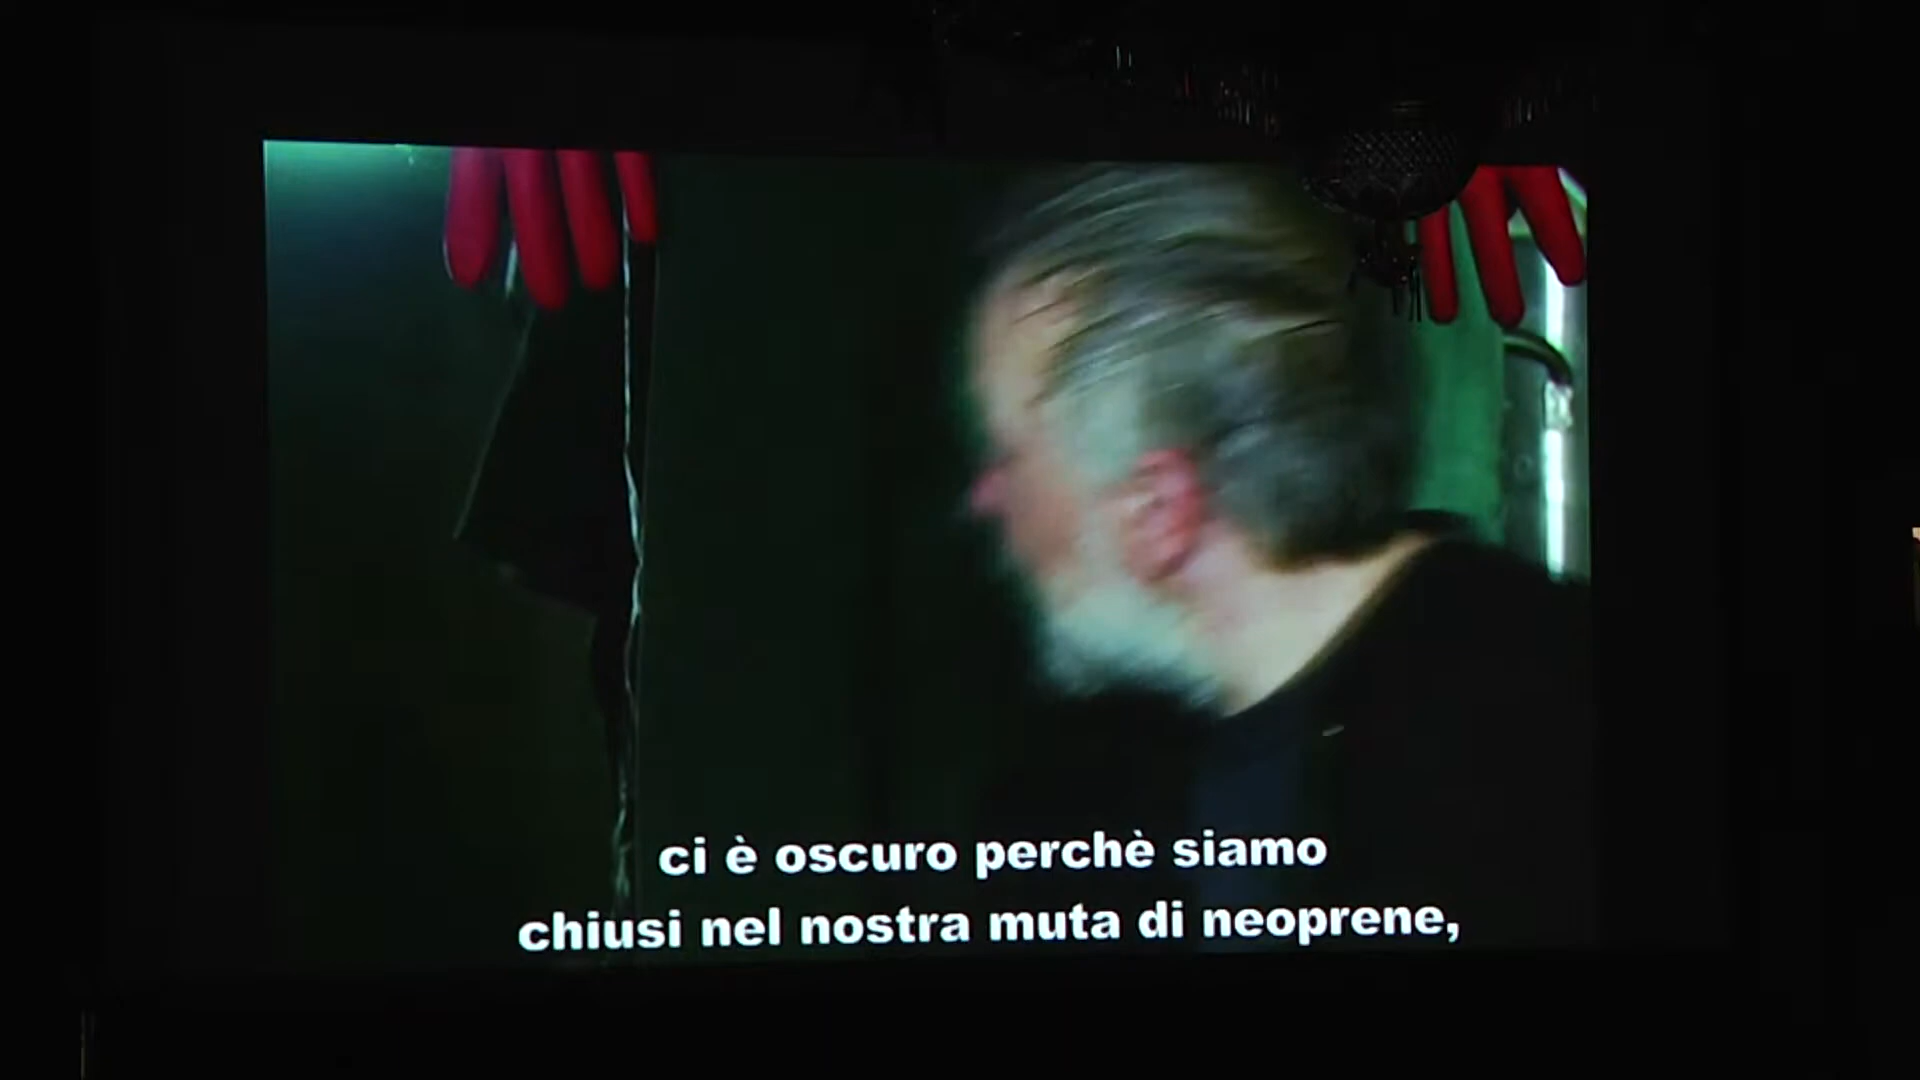 ci è oscuro perchè siamo
chiusi nel nostra muta di neoprene,